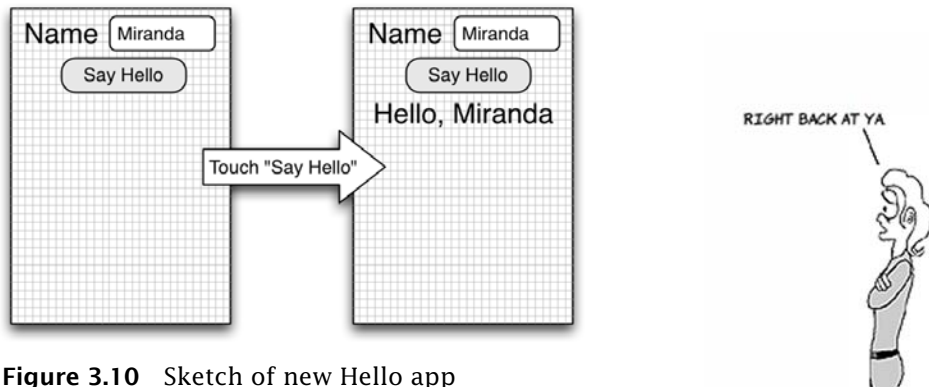 Name Miranda
Say Hello
Touch "Say Hello"
Name Miranda
Say Hello
Hello, Miranda
RIGHT BACK AT YA
Figure 3.10 Sketch of new Hello app